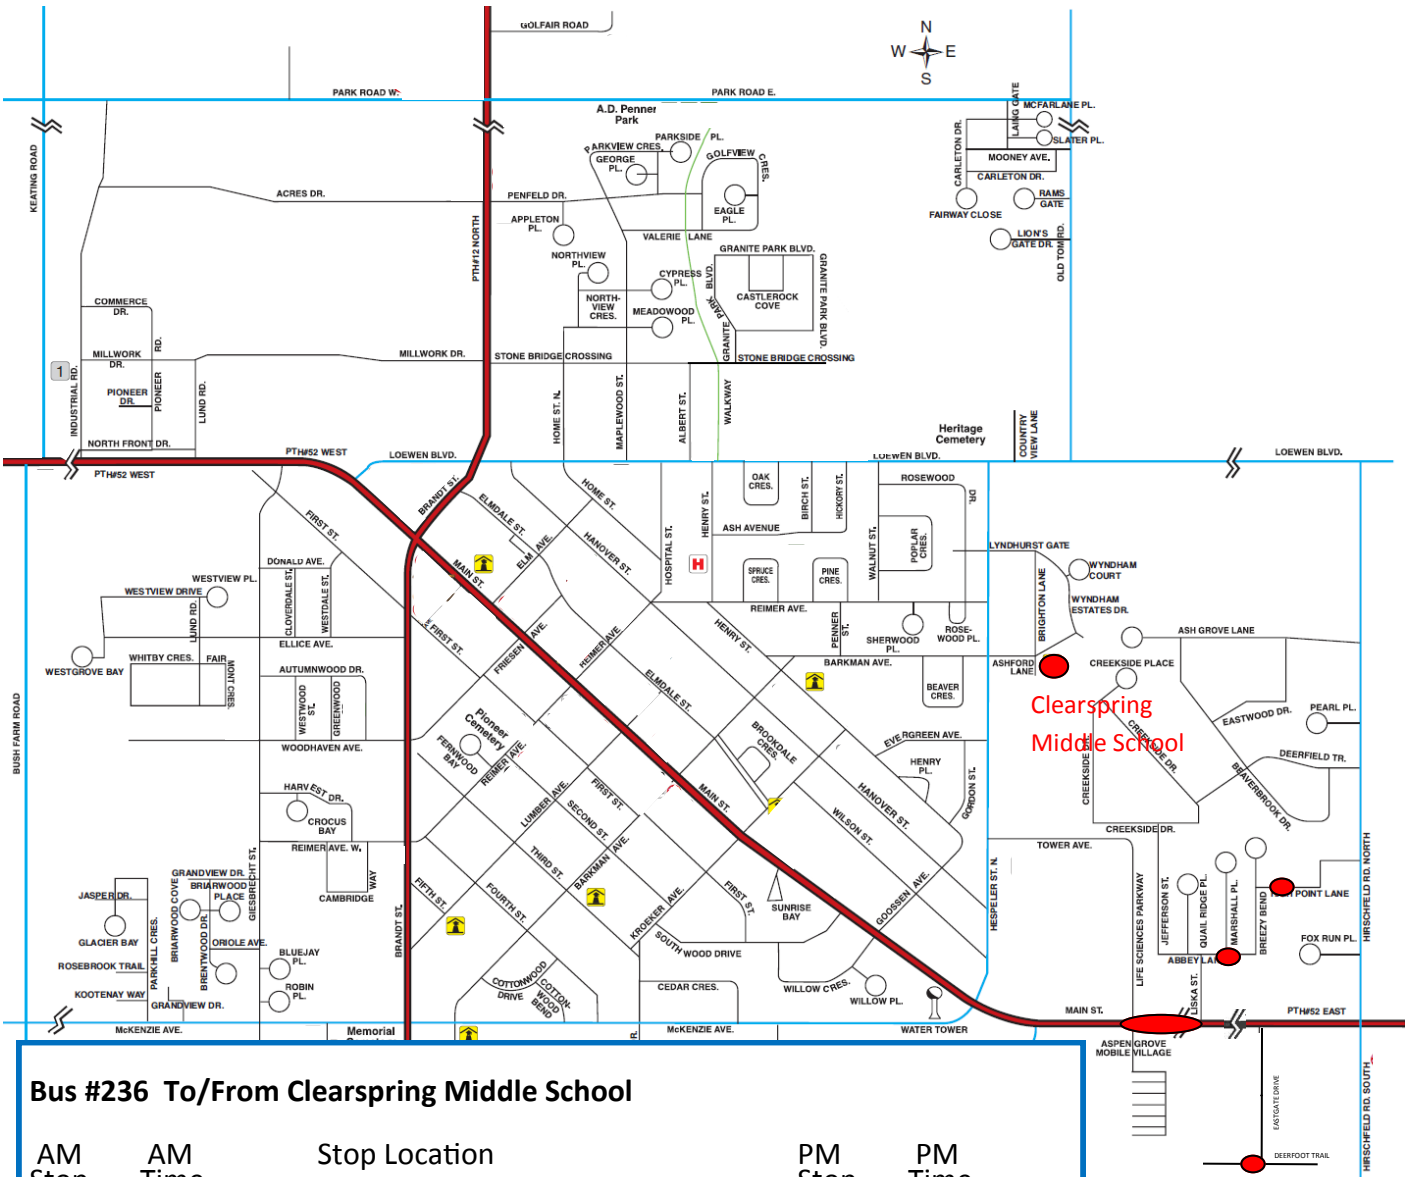 GOLFAIR ROAD
N
W E
S
PARK ROAD W.
PARK ROAD E.
LAING GATE
MCFARLANE PL.
A.D. Penner
Park
KEATING ROAD
PARKSIDE PL.
PARKVIEW CRES.
GEORGE
PL.
GOLFVIEW CRES.
CARLETON DR.
SLATER PL.
MOONEY AVE.
CARLETON DR.
ACRES DR.
PENFELD DR.
EAGLE
PL.
RAMS
GATE
FAIRWAY CLOSE
APPLETON
PL.
PTH#12 NORTH
VALERIE LANE
LION'S
GATE DR.
OLD TOM RD.
GRANITE PARK BLVD.
NORTHVIEW
PL.
CYPRESS
PL.
GRANITE PARK BLVD.
GRANITE PARK BLVD.
CASTLEROCK
COVE
NORTH-
VIEW
CRES.
MEADOWOOD
PL.
COMMERCE
DR.
MILLWORK
DR.
MILLWORK DR.
STONE BRIDGE CROSSING
STONE BRIDGE CROSSING
1
INDUSTRIAL RD.
PIONEER
DR.
PIONEER RD.
LUND RD.
HOME ST. N.
MAPLEWOOD ST.
ALBERT ST.
WALKWAY
NORTH FRONT DR.
Heritage
Cemetery
COUNTRY
VIEW LANE
PTH#52 WEST
PTH#52 WEST
LOEWEN BLVD.
LOEWEN BLVD.
LOEWEN BLVD.
BRANDT ST.
ELMDALE ST.
HOME ST.
OAK
CRES.
BIRCH ST.
HICKORY ST.
ROSEWOOD DR.
FIRST ST.
HENRY ST.
ASH AVENUE
ELM AVE.
HANOVER ST.
HOSPITAL ST.
H
WALNUT ST.
POPLAR
CRES.
LYNDHURST GATE
DONALD AVE.
MAIN ST.
SPRUCE
CRES.
PINE
CRES.
WYNDHAM
COURT
WESTVIEW PL.
WESTVIEW DRIVE
LUND RD.
CLOVERDALE ST.
WESTDALE ST.
REIMER AVE.
WYNDHAM
ESTATES DR.
BRIGHTON LANE
FIRST ST.
FRIESEN AVE.
REIMER AVE.
HENRY ST.
PENNER
ST.
SHERWOOD
PL.
ROSE-
WOOD PL.
ASH GROVE LANE
ELLICE AVE.
WESTGROVE BAY
WHITBY CRES.
FAIR
MONT CRES.
AUTUMNWOOD DR.
ELMDALE ST.
BARKMAN AVE.
ASHFORD
LANE
CREEKSIDE PLACE
BEAVER
CRES.
Clearspring
Middle School
WESTWOOD
ST.
GREENWOOD
Pioneer
Cemetery
FERNWOOD
BAY
BROOKDALE
CRES.
CREEKSIDE DR.
CREEKSIDE DR.
EASTWOOD DR.
PEARL PL.
BUSH FARM ROAD
WOODHAVEN AVE.
REIMER AVE.
EVERGREEN AVE.
DEERFIELD TR.
HENRY
PL.
GORDON ST.
BEAVERBROOK DR.
HARVEST DR.
CROCUS
BAY
LUMBER AVE.
FIRST ST.
SECOND ST.
MAIN ST.
HANOVER ST.
WILSON ST.
CREEKSIDE DR.
TOWER AVE.
REIMER AVE. W.
THIRD ST.
BARKMAN AVE.
HIRSCHFELD RD. NORTH
GRANDVIEW DR.
BRIARWOOD
PLACE
GIESBRECHT ST.
CAMBRIDGE WAY
FIFTH ST.
FOURTH ST.
KROEKER AVE.
FIRST ST.
SUNRISE
BAY
GOOSSEN AVE.
HESPELER ST. N.
LIFE SCIENCES PARKWAY
JEFFERSON ST.
QUAIL RIDGE PL.
MARSHALL PL.
BREEZY BEND
POINT LANE
JASPER DR.
GLACIER BAY
PARKHILL CRES.
BRIARWOOD COVE
BRENTWOOD DR.
ORIOLE AVE.
BRANDT ST.
FOX RUN PL.
ABBEY
ROSEBROOK TRAIL
BLUEJAY
PL.
SOUTH WOOD DRIVE
COTTONWOOD
DRIVE
COTTON-
WOOD
BEND
CEDAR CRES.
WILLOW CRES.
WILLOW PL.
LISKA ST.
KOOTENAY WAY
GRANDVIEW DR.
ROBIN
PL.
McKENZIE AVE.
Memorial
McKENZIE AVE.
WATER TOWER
MAIN ST.
PTH#52 EAST
ASPEN GROVE
MOBILE VILLAGE
EASTGATE DRIVE
HIRSCHFELD RD. SOUTH
DEERFOOT TRAIL
Bus #236 To/From Clearspring Middle School
AM AM Stop Location PM PM
Stop Time Stop Time